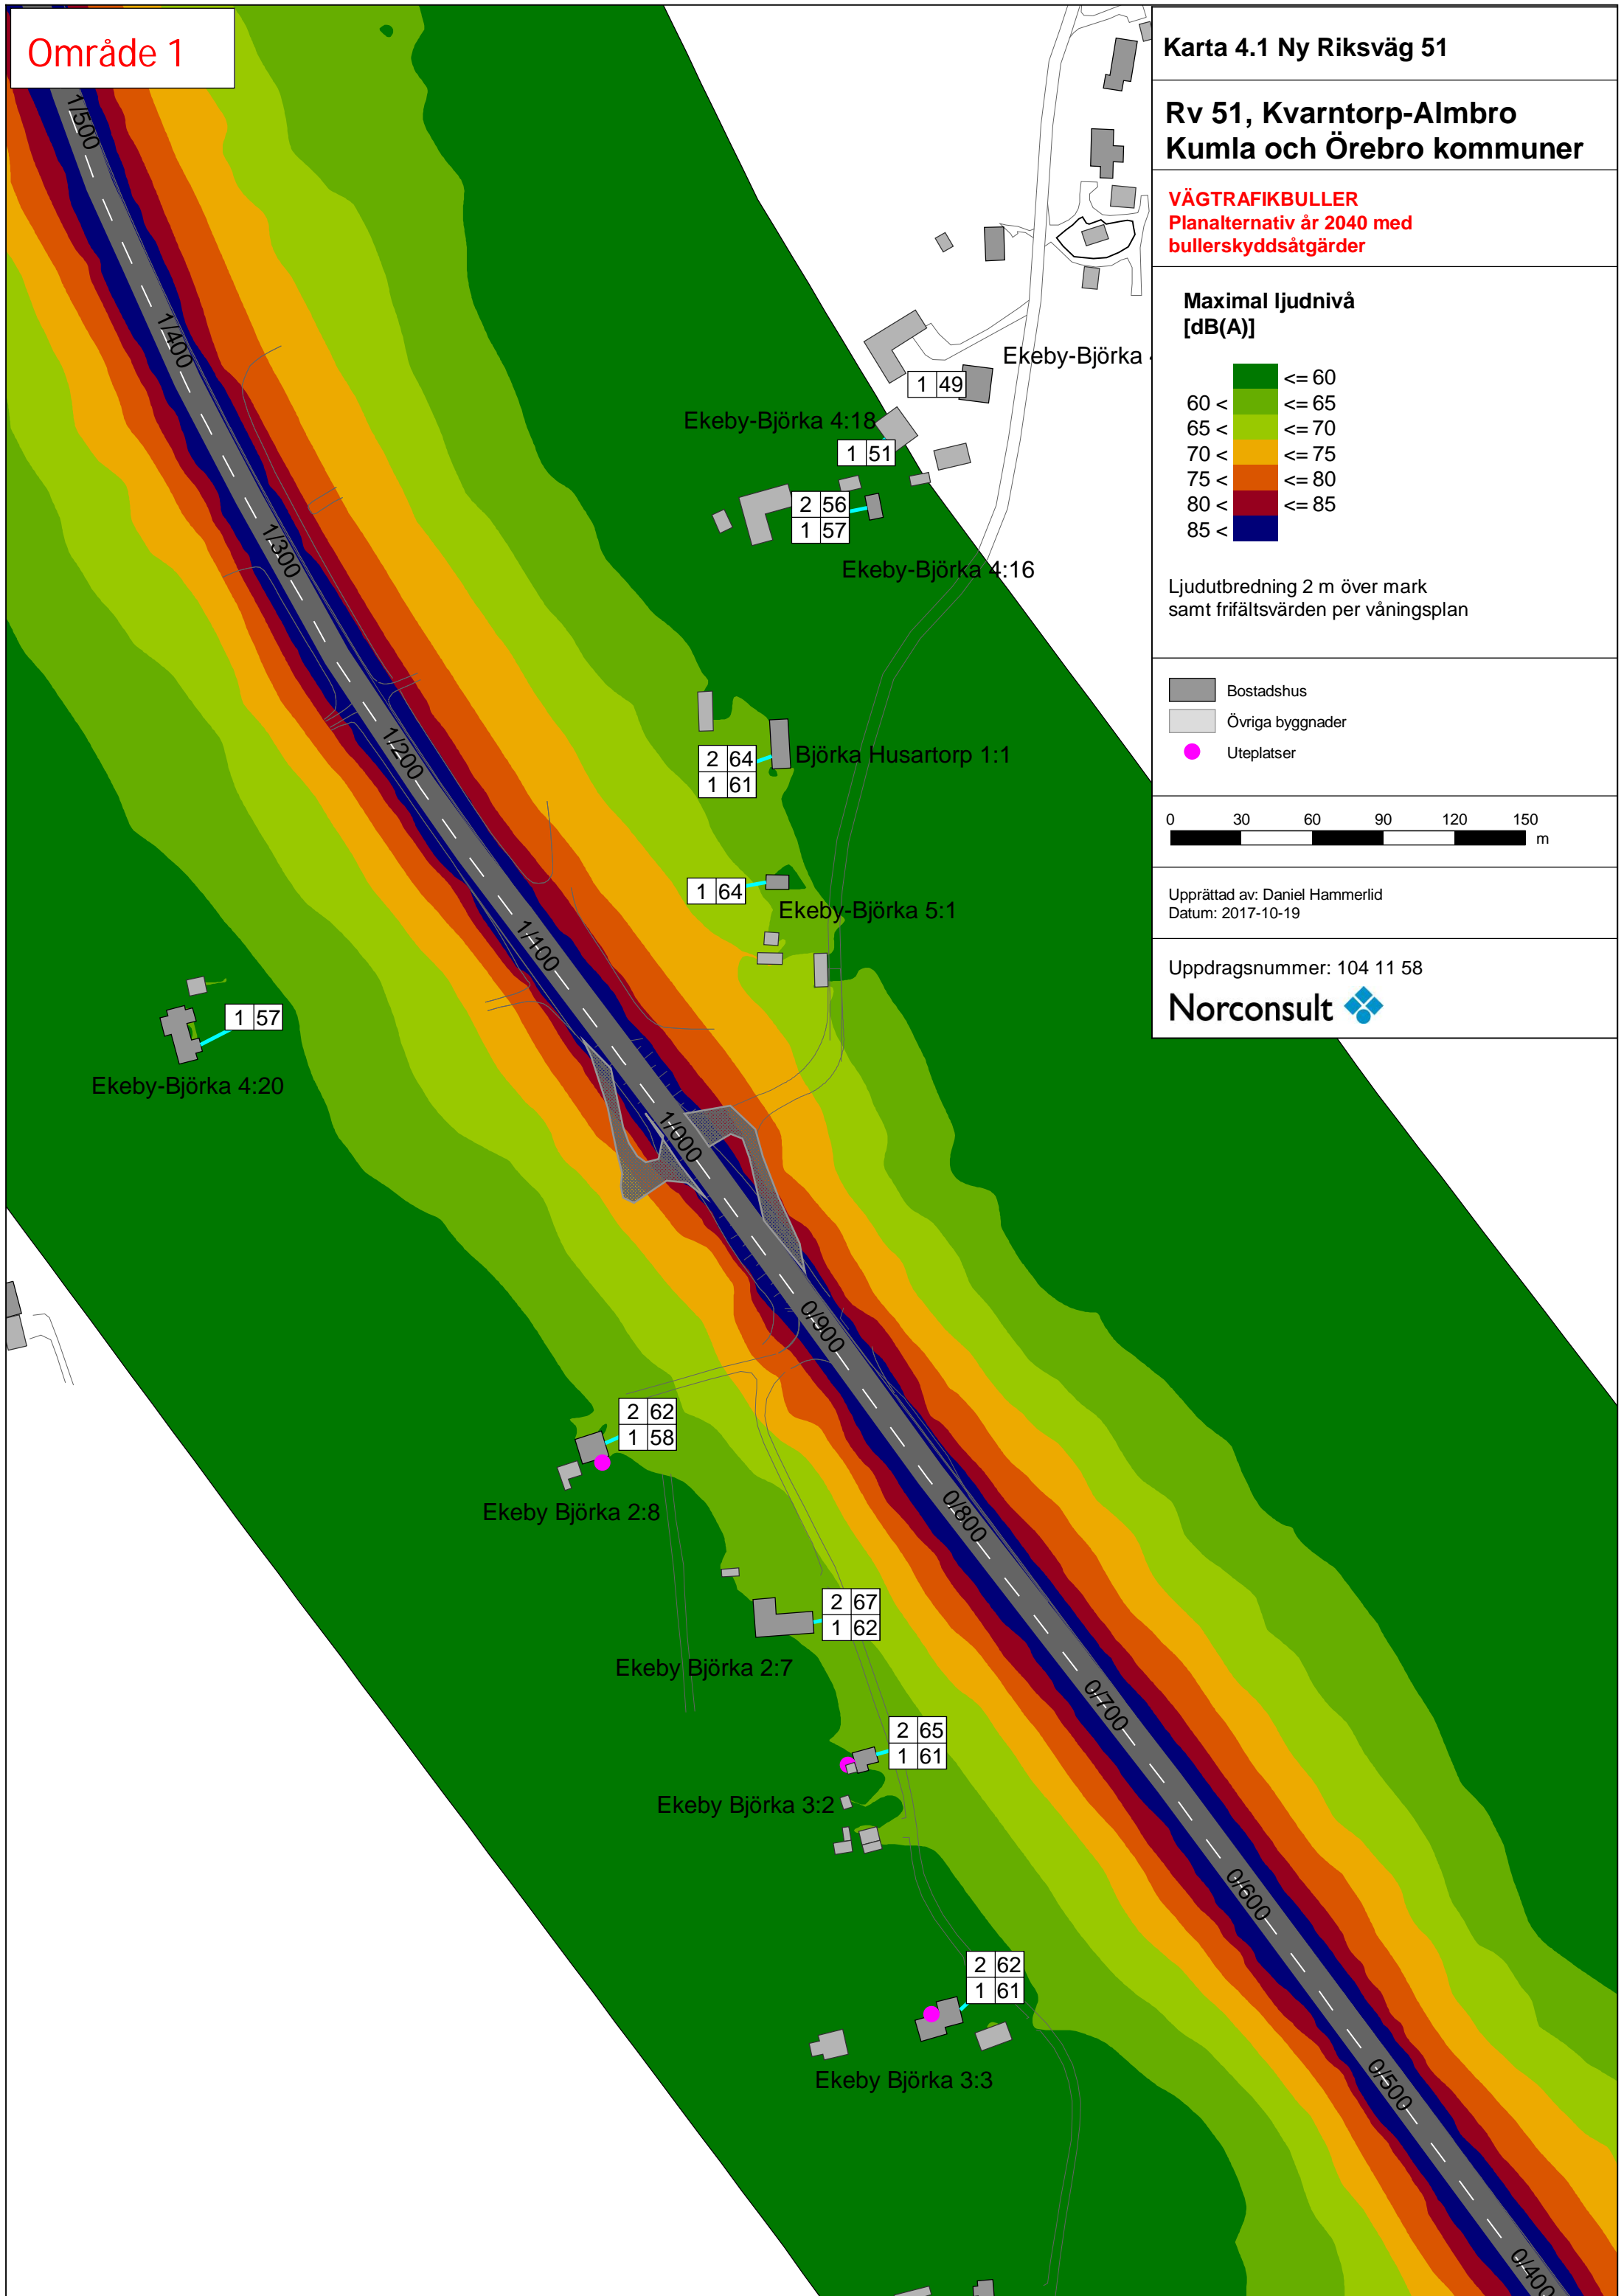 Område 1
Karta 4.1 Ny Riksväg 51
Rv 51, Kvarntorp-Almbro
Kumla och Örebro kommuner
VÄGTRAFIKBULLER
Planalternativ år 2040 med
bullerskyddsåtgärder
Maximal ljudnivå
[dB(A)]
<= 60
60 < <= 65
65 < <= 70
70 < <= 75
75 < <= 80
80 < <= 85
85 <
Ljudutbredning 2 m över mark
samt frifältsvärden per våningsplan
Bostadshus
Övriga byggnader
Uteplatser
0 30 60 90 120 150
m
Upprättad av: Daniel Hammerlid
Datum: 2017-10-19
Uppdragsnummer: 104 11 58
Norconsult
1/500
1/400
1/300
1/200
1/100
1/000
0/900
0/800
0/700
0/600
0/500
0/400
Ekeby-Björka
1 49
Ekeby-Björka 4:18
1 51
2 56
1 57
Ekeby-Björka 4:16
2 64
1 61
Björka Husartorp 1:1
1 64
Ekeby-Björka 5:1
1 57
Ekeby-Björka 4:20
2 62
1 58
Ekeby Björka 2:8
2 67
1 62
Ekeby Björka 2:7
2 65
1 61
Ekeby Björka 3:2
2 62
1 61
Ekeby Björka 3:3